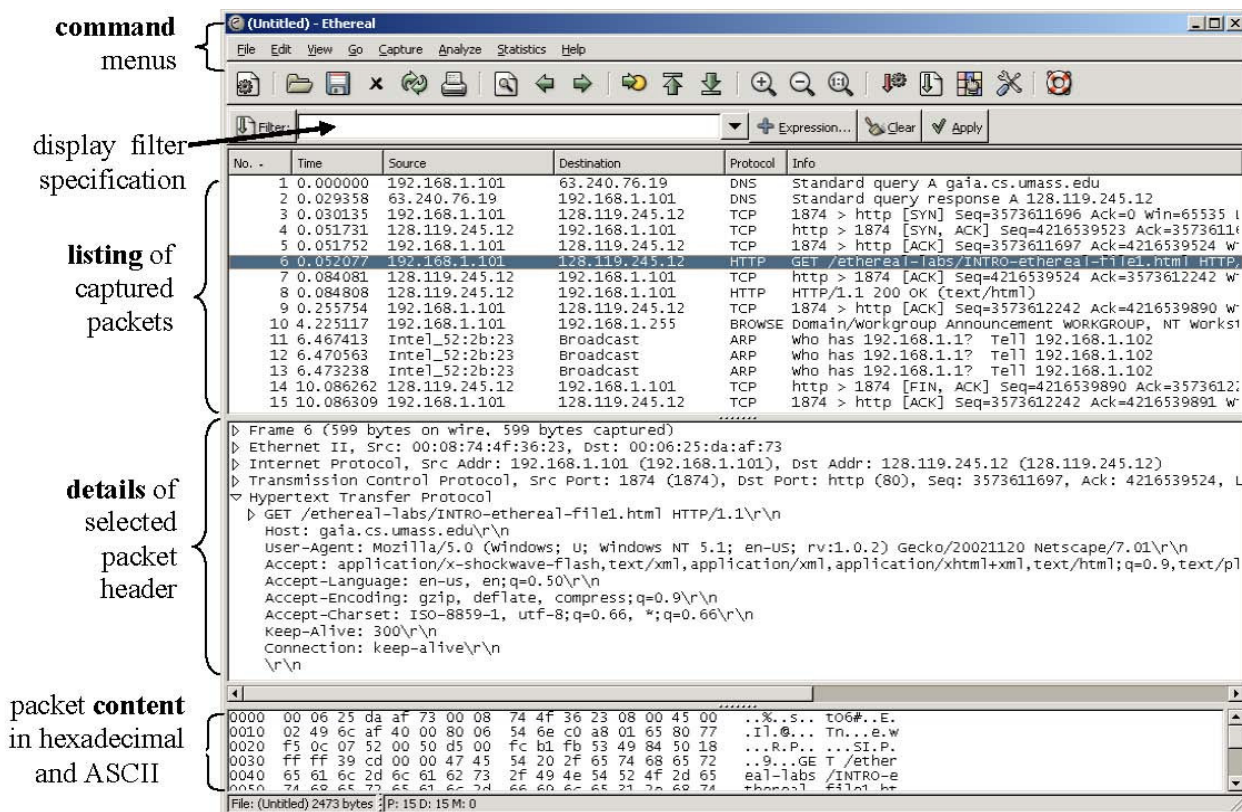 command
menus
display filter
specification
listing of
captured
packets
details of
selected
packet
header
packet content
in hexadecimal
and ASCII
(Untitled) - Ethereal
File Edit View Go Capture Analyze Statistics Help
Filter: Expression... Clear Apply
No. - Time Source Destination Protocol Info
1 0.000000 192.168.1.101 63.240.76.19 DNS Standard query A gaia.cs.umass.edu
2 0.029358 63.240.76.19 192.168.1.101 DNS Standard query response A 128.119.245.12
3 0.030135 192.168.1.101 128.119.245.12 TCP 1874 > http [SYN] Seq=3573611696 Ack=0 Win=65535
4 0.051731 128.119.245.12 192.168.1.101 TCP http > 1874 [SYN, ACK] Seq=4216539523
5 0.051752 192.168.1.101 128.119.245.12 TCP 1874 > http [ACK] Seq=3573611697 Ack=4216539524
6 0.052077 192.168.1.101 128.119.245.12 HTTP GET /ethereal-labs/INTRO-ethereal-file1.html HTTP,
7 0.084081 128.119.245.12 192.168.1.101 TCP http > 1874 [ACK] Seq=4216539524 Ack=3573612242
8 0.084808 128.119.245.12 192.168.1.101 HTTP HTTP/1.1 200 OK (text/html)
9 0.255754 192.168.1.101 128.119.245.12 TCP 1874 > http [ACK] Seq=3573612242 Ack=4216539890
10 4.225117 192.168.1.101 192.168.1.255 BROWSE Domain/Workgroup Announcement WORKGROUP, NT
11 6.467413 Intel_52:2b:23 Broadcast ARP Who has 192.168.1.1? Tell 192.168.1.102
12 6.470563 Intel_52:2b:23 Broadcast ARP Who has 192.168.1.1? Tell 192.168.1.102
13 6.473238 Intel_52:2b:23 Broadcast ARP Who has 192.168.1.1? Tell 192.168.1.102
14 10.086262 128.119.245.12 192.168.1.101 TCP http > 1874 [FIN, ACK] Seq=4216539890
15 10.086309 192.168.1.101 128.119.245.12 TCP 1874 > http [ACK] Seq=3573612242 Ack=4216539891
Frame 6 (599 bytes on wire, 599 bytes captured)
Ethernet II, Src: 00:08:74:4f:36:23, Dst: 00:06:25:da:af:73
Internet Protocol, Src Addr: 192.168.1.101 (192.168.1.101), Dst Addr: 128.119.245.12 (128.119.245.12)
Transmission Control Protocol, Src Port: 1874 (1874), Dst Port: http (80), Seq: 3573611697, Ack: 4216539524, L
Hypertext Transfer Protocol
GET /ethereal-labs/INTRO-ethereal-file1.html HTTP/1.1\r\n
Host: gaia.cs.umass.edu\r\n
User-Agent: Mozilla/5.0 (Windows; U; Windows NT 5.1; en-US; rv:1.0.2) Gecko/20021120 Netscape/7.01\r\n
Accept: application/x-shockwave-flash,text/xml,application/xml,application/xhtml+xml,text/html;q=0.9,text/pl
Accept-Language: en-us, en;q=0.50\r\n
Accept-Encoding: gzip, deflate, compress;q=0.9\r\n
Accept-Charset: ISO-8859-1, utf-8;q=0.66, *;q=0.66\r\n
Keep-Alive: 300\r\n
Connection: keep-alive\r\n
\r\n
0000 00 06 25 da af 73 00 08 74 4f 36 23 08 00 45 00 ..%..s.. tO6#..E.
0010 02 49 6c af 40 00 80 06 54 6e c0 a8 01 65 80 77 .Il.@... Tn...e.w
0020 f5 0c 07 52 00 50 d5 00 fc b1 fb 53 49 84 50 18 ...R.P.. ...SI.P.
0030 ff ff 39 cd 00 00 47 45 54 20 2f 65 74 68 65 72 ..9...GE T /ether
0040 65 61 6c 2d 6c 61 62 73 2f 49 4e 54 52 4f 2d 65 eal-labs /INTRO-e
File: (Untitled) 2473 bytes P: 15 D: 15 M: 0